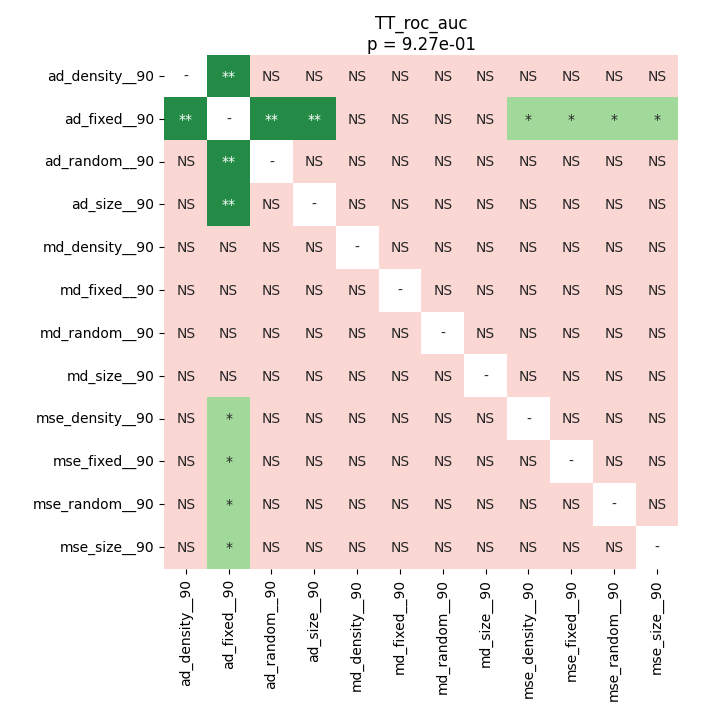 TT_roc_auc
p = 9.27e-01
ad_density__90 - ** NS NS NS NS NS NS NS NS NS NS
ad_fixed__90 ** - ** ** NS NS NS NS * * * *
ad_random__90 NS ** - NS NS NS NS NS NS NS NS NS
ad_size__90 NS ** NS - NS NS NS NS NS NS NS NS
md_density__90 NS NS NS NS - NS NS NS NS NS NS NS
md_fixed__90 NS NS NS NS NS - NS NS NS NS NS NS
md_random__90 NS NS NS NS NS NS - NS NS NS NS NS
md_size__90 NS NS NS NS NS NS NS - NS NS NS NS
mse_density__90 NS * NS NS NS NS NS NS - NS NS NS
mse_fixed__90 NS * NS NS NS NS NS NS NS - NS NS
mse_random__90 NS * NS NS NS NS NS NS NS NS - NS
mse_size__90 NS * NS NS NS NS NS NS NS NS NS -
ad_density__90
ad_fixed__90
ad_random__90
ad_size__90
md_density__90
md_fixed__90
md_random__90
md_size__90
mse_density__90
mse_fixed__90
mse_random__90
mse_size__90